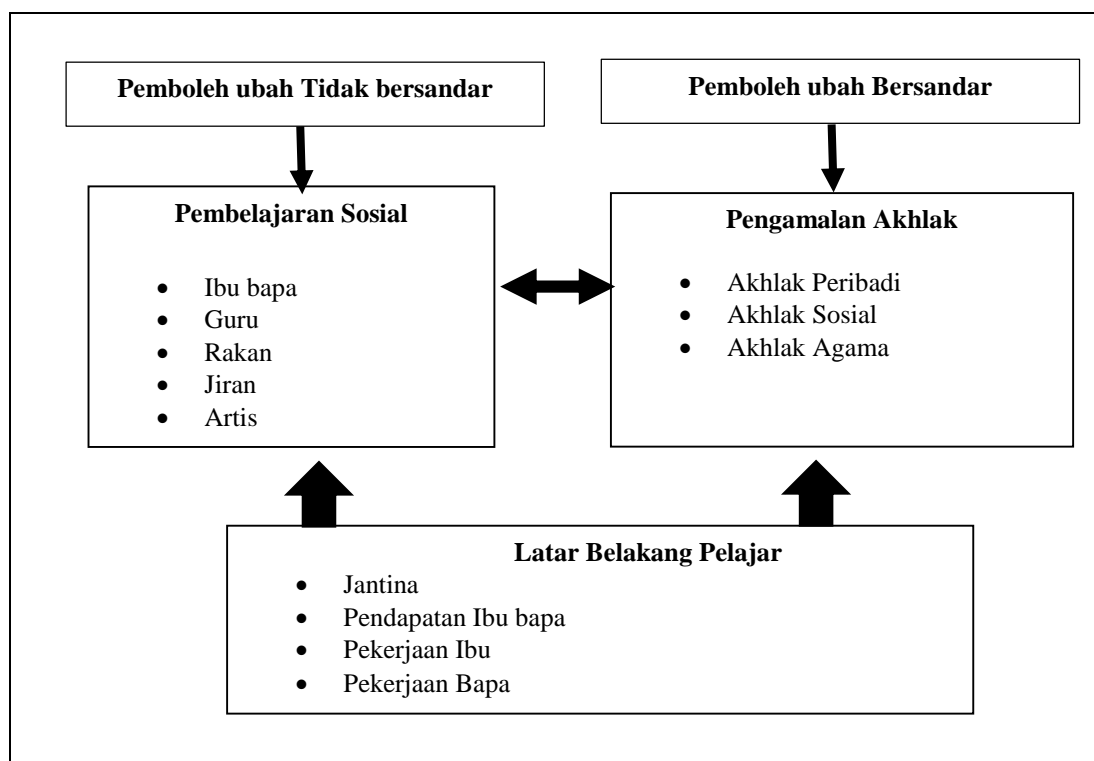 Pemboleh ubah Tidak bersandar
Pemboleh ubah Bersandar
Pembelajaran Sosial
• Ibu bapa
• Guru
• Rakan
• Jiran
• Artis
Pengamalan Akhlak
• Akhlak Peribadi
• Akhlak Sosial
• Akhlak Agama
Latar Belakang Pelajar
• Jantina
• Pendapatan Ibu bapa
• Pekerjaan Ibu
• Pekerjaan Bapa